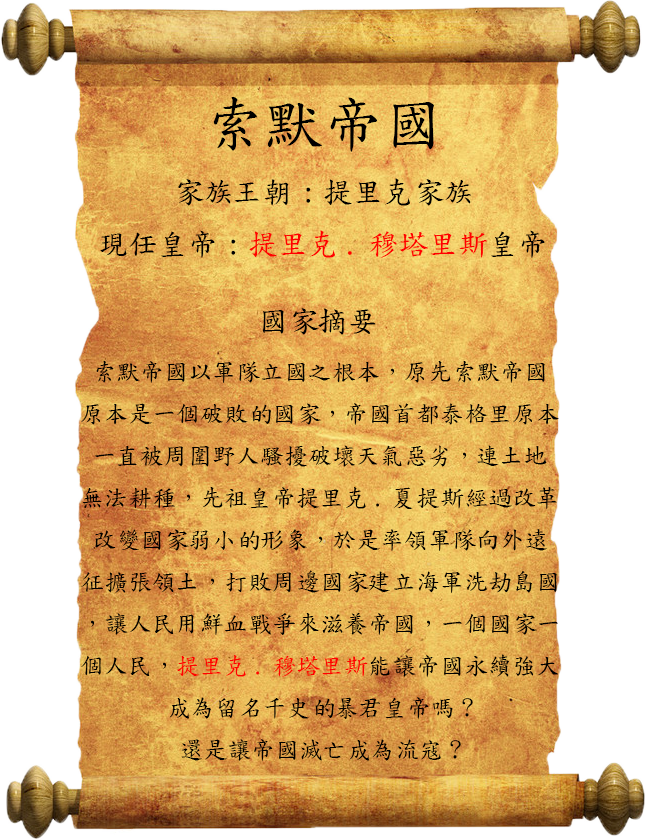 索默帝國
家族王朝：提里克家族
現任皇帝：提里克．穆塔里斯皇帝
國家摘要
索默帝國以軍隊立國之根本，原先索默帝國
原本是一個破敗的國家，帝國首都泰格里原本
一直被周圍野人騷擾破壞天氣惡劣，連土地
無法耕種，先祖皇帝提里克．夏提斯經過改革
改變國家弱小的形象，於是率領軍隊向外遠
征擴張領土，打敗周邊國家建立海軍洗劫島國
，讓人民用鮮血戰爭來滋養帝國，一個國家一
個人民，提里克．穆塔里斯能讓帝國永續強大
成為留名千史的暴君皇帝嗎？
還是讓帝國滅亡成為流寇？